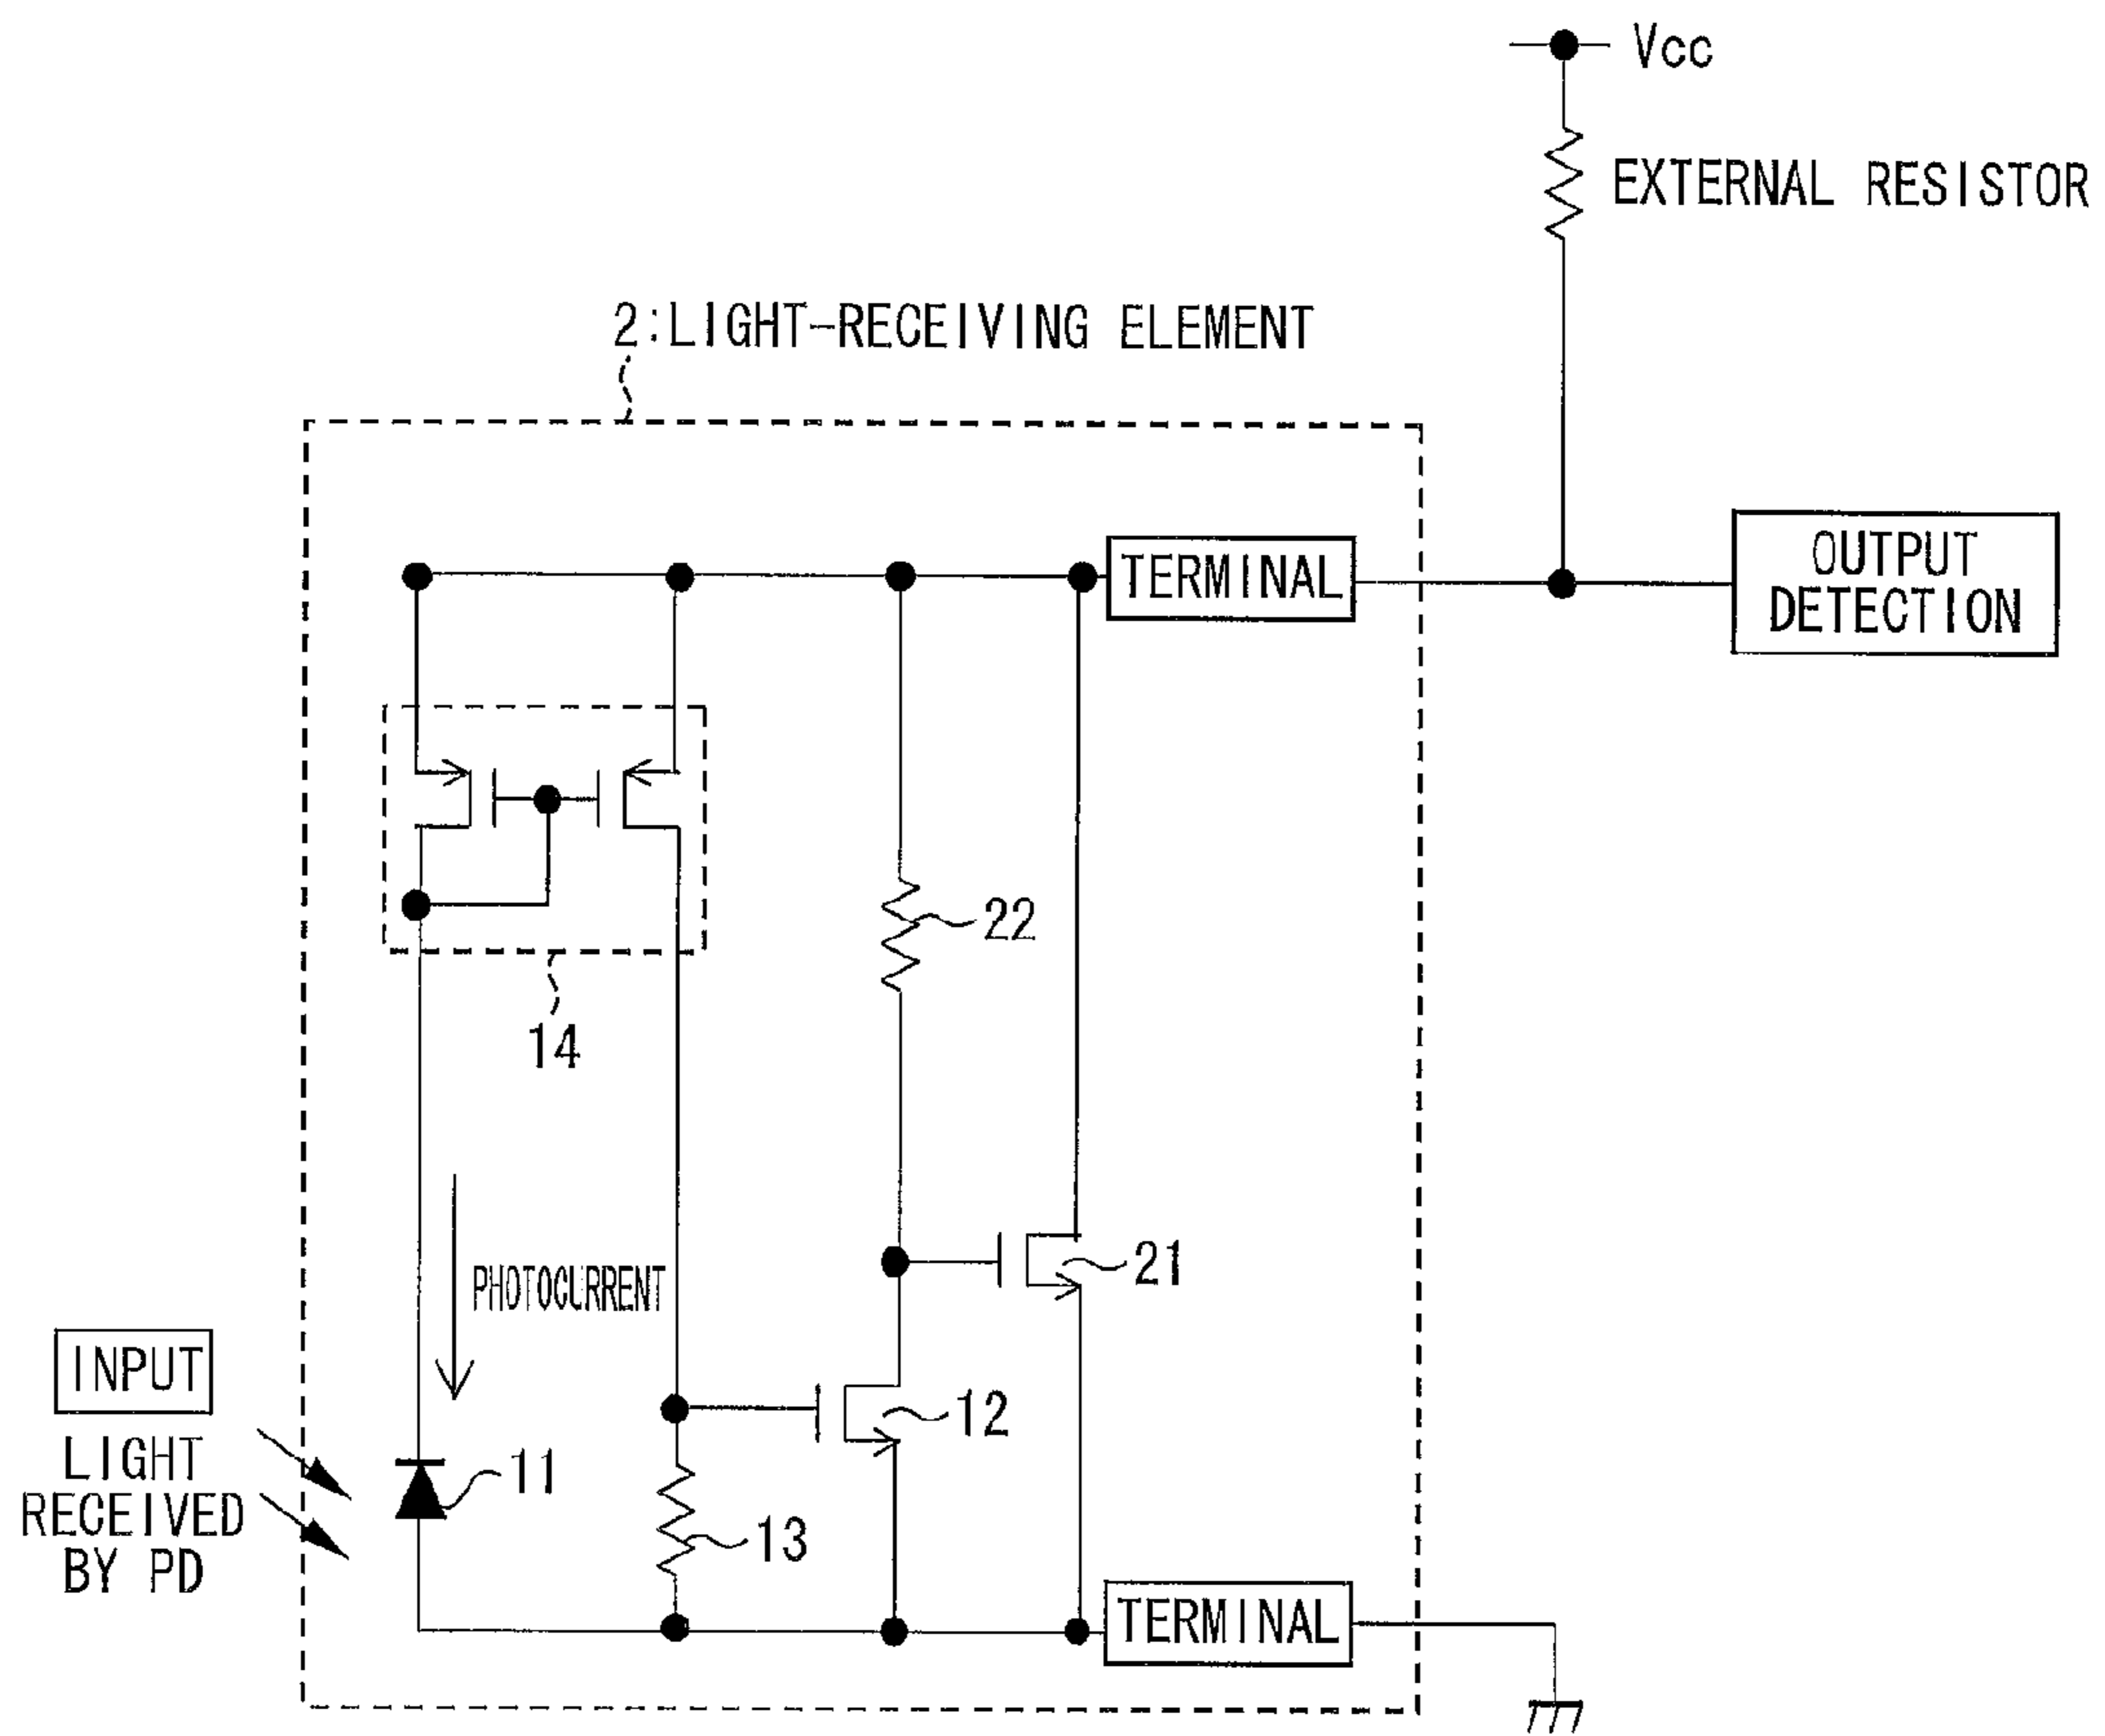 Vcc
EXTERNAL RESISTOR
2:LIGHT-RECEIVING ELEMENT
TERMINAL
OUTPUT
DETECTION
22
14
21
PHOTOCURRENT
INPUT
LIGHT
RECEIVED
BY PD
12
11
13
TERMINAL